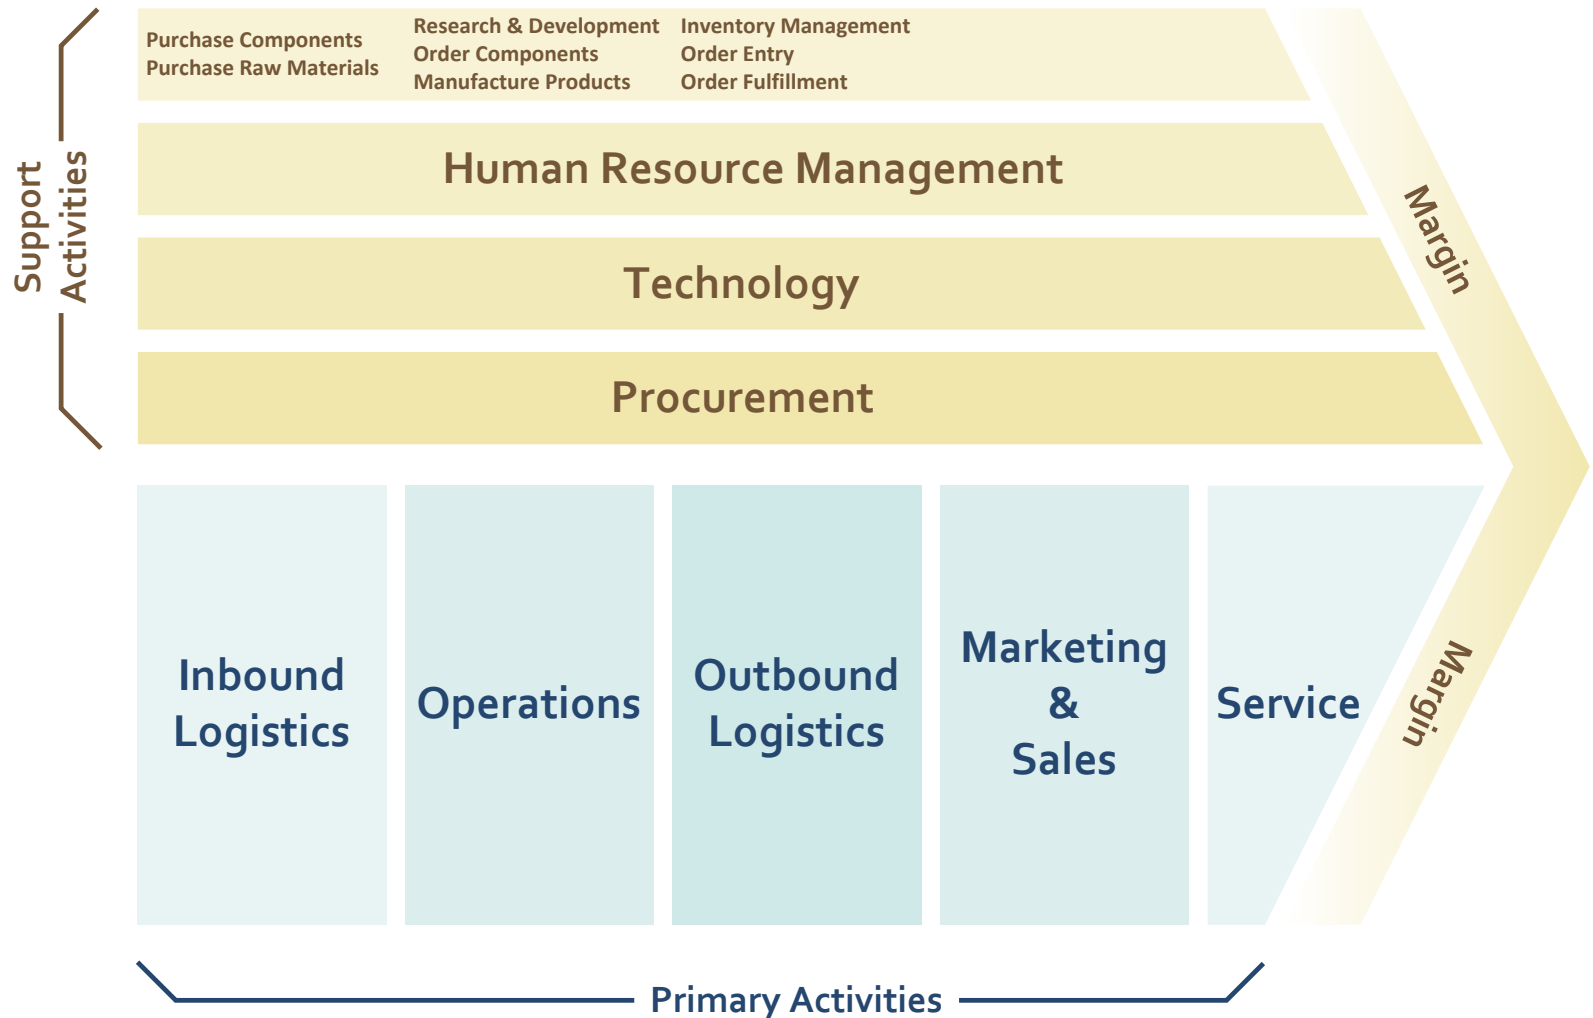 Support
Activities
Purchase Components
Purchase Raw Materials
Research & Development
Order Components
Manufacture Products
Inventory Management
Order Entry
Order Fulfillment
Human Resource Management
Technology
Procurement
Margin
Inbound
Logistics
Operations
Outbound
Logistics
Marketing
&
Sales
Service
Margin
Primary Activities